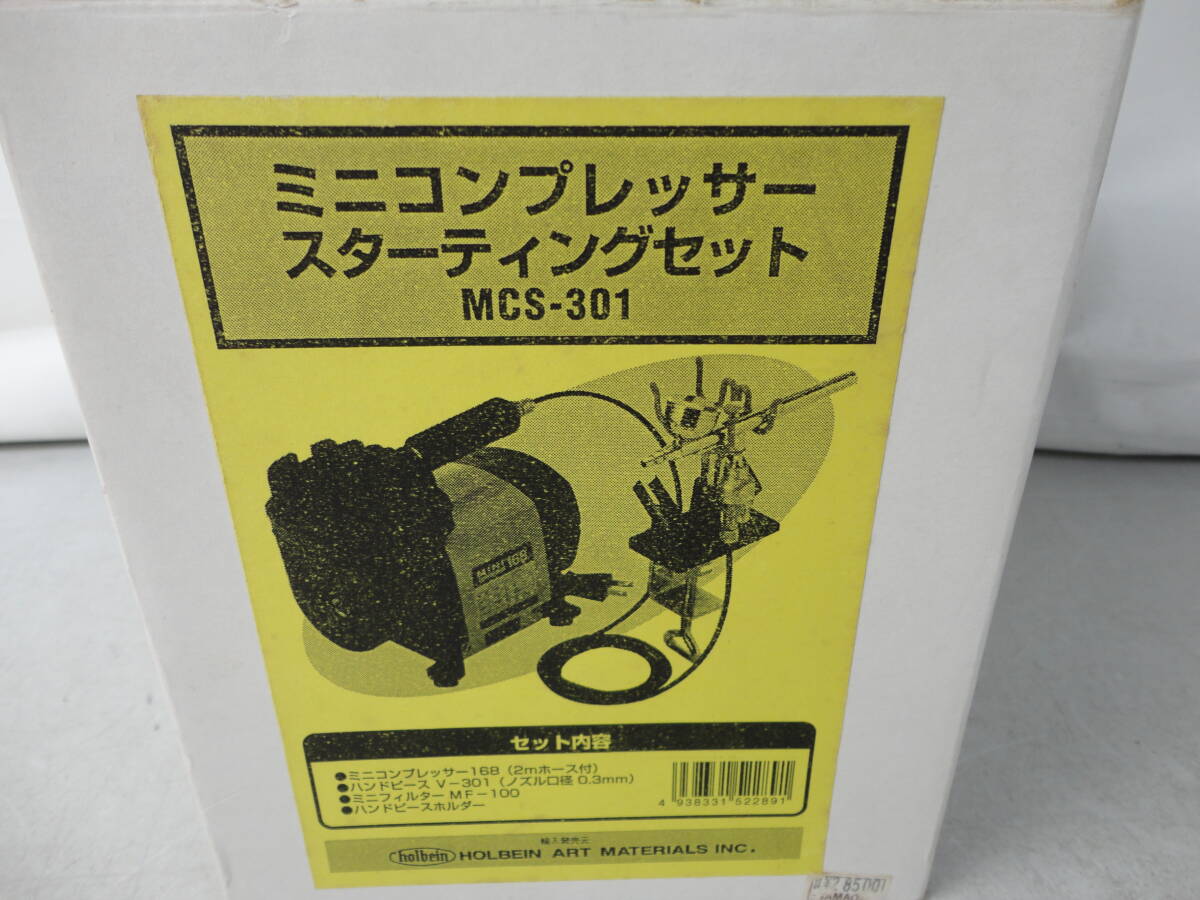 ミニコンプレッサー
スターティングセット
MCS-301
MINI 168
セット内容
●ミニコンプレッサー168（2mホース付）
●ハンドピース V-301（ノズル口径 0.3mm）
●ミニフィルター MF-100
●ハンドピースホルダー
4 938331 522891
輸入発売元
holbein HOLBEIN ART MATERIALS INC.